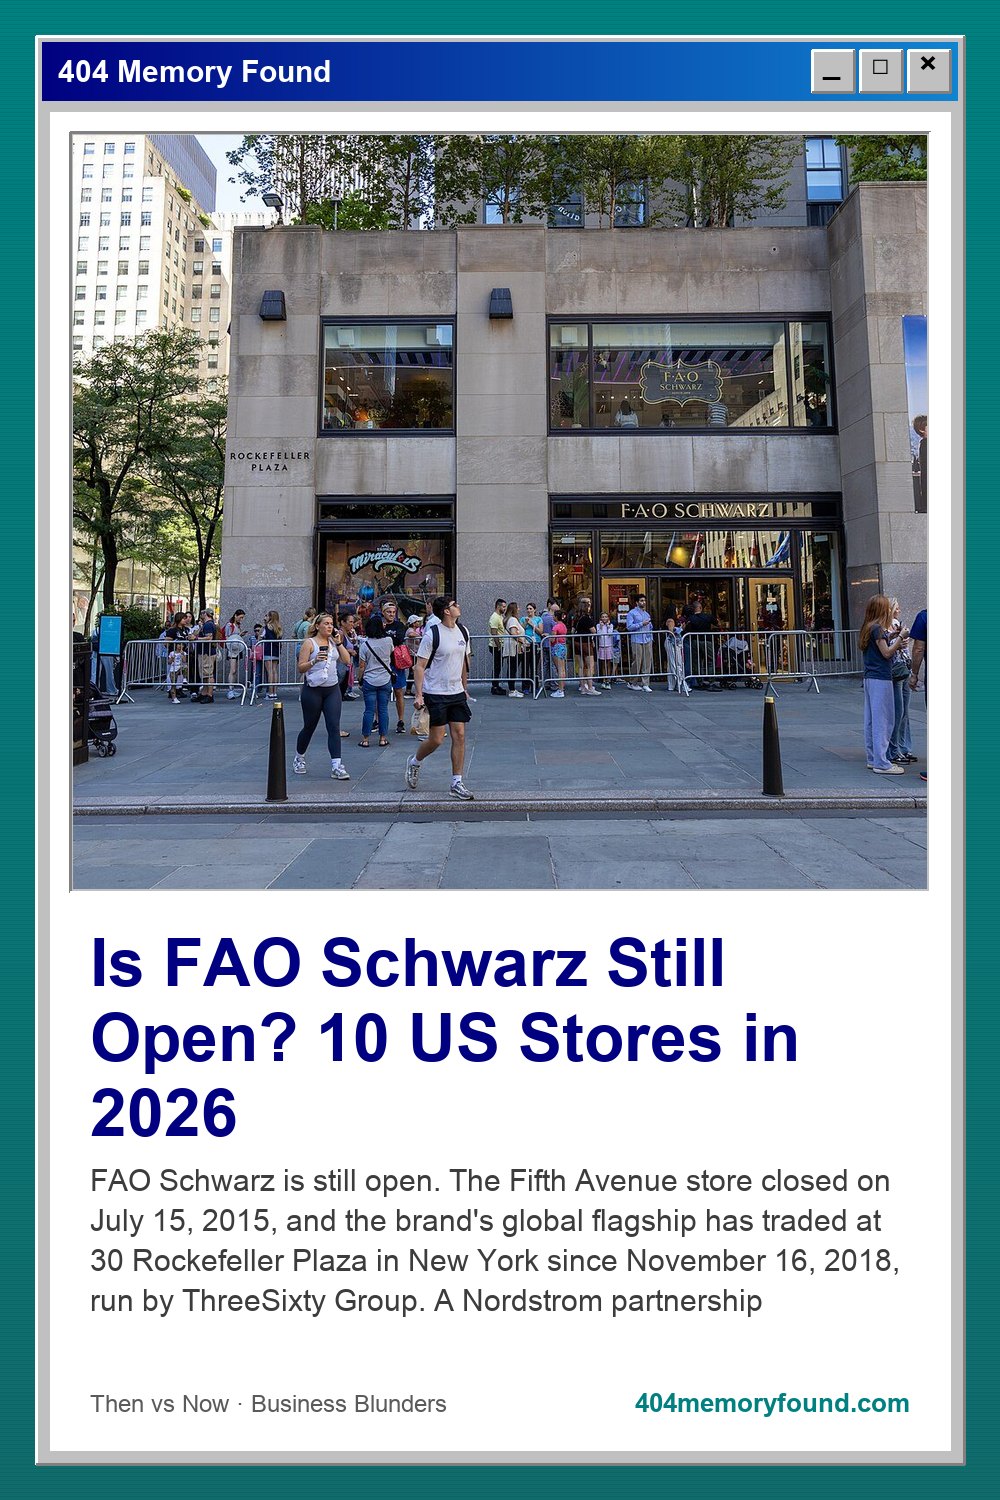 404 Memory Found
F·A·O
SCHWARZ
ROCKEFELLER
PLAZA
F·A·O SCHWARZ
Miraculous
Is FAO Schwarz Still
Open? 10 US Stores in
2026
FAO Schwarz is still open. The Fifth Avenue store closed on
July 15, 2015, and the brand's global flagship has traded at
30 Rockefeller Plaza in New York since November 16, 2018,
run by ThreeSixty Group. A Nordstrom partnership
Then vs Now · Business Blunders
404memoryfound.com